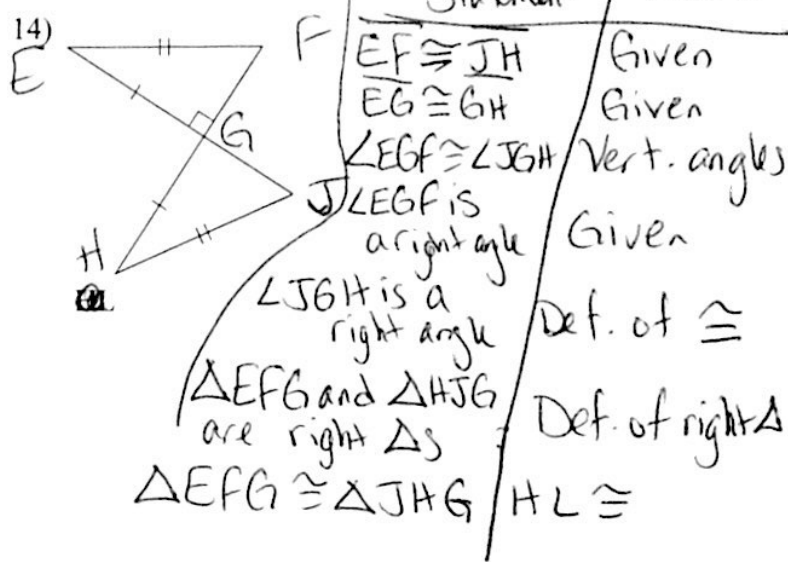 14)
E
F
G
J
H
Statement
EF ≅ JH Given
EG ≅ GH Given
∠EGF ≅ ∠JGH Vert. angles
∠EGF is
a right angle Given
∠JGH is a
right angle Def. of ≅
△EFG and △HJG
are right △s Def. of right △
△EFG ≅ △JHG HL ≅